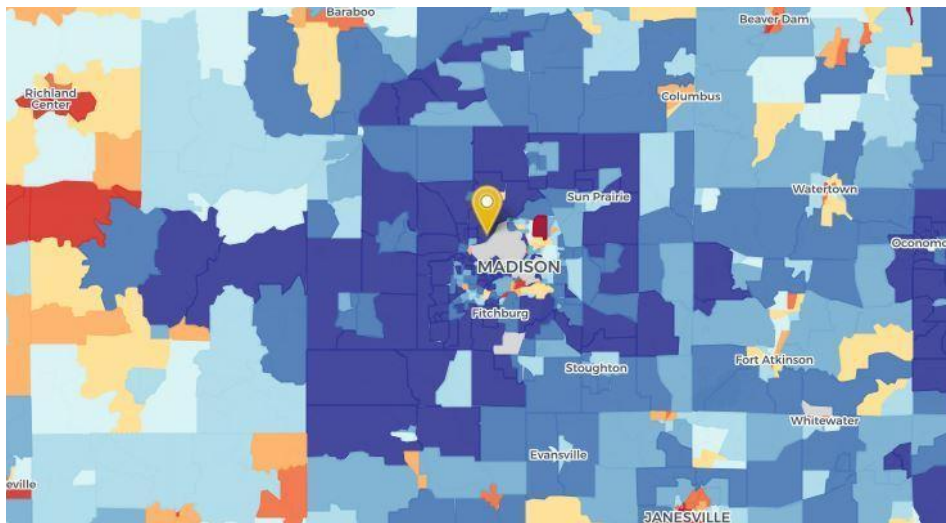 Baraboo
Beaver Dam
Richland
Center
Columbus
Sun Prairie
Watertown
Oconomo
MADISON
Fitchburg
Stoughton
Fort Atkinson
Whitewater
Evansville
eville
JANESVILLE